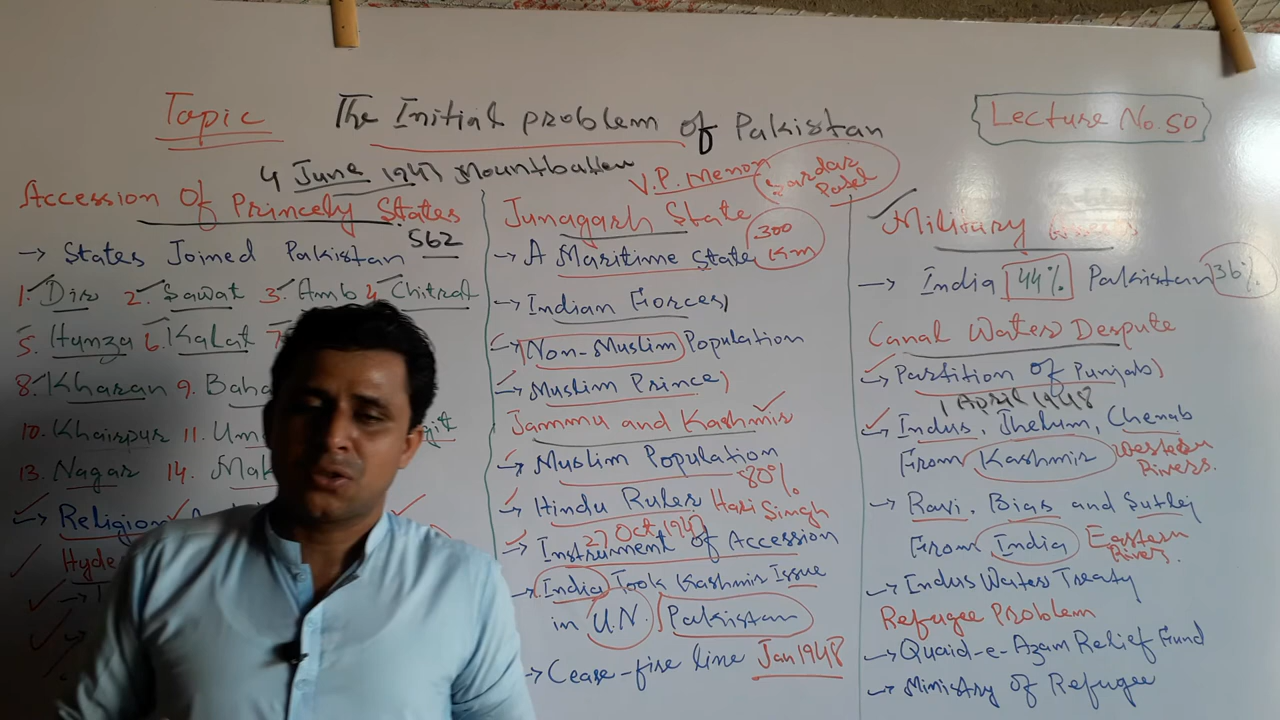 Topic The Initial problem of Pakistan
Lecture No.50
4 June 1947 Mountbatten
V.P. Menon Sardar Patel
Accession Of Princely States
562
→ States Joined Pakistan
1. Dir 2. Sawat 3. Amb 4. Chitral
5. Hunza 6. Kalat 7.
8. Kharan 9. Baha
10. Khairpur 11. Um
13. Nagar 14. Mak
→ Religion
Hyde
Junagarh State
300 Km
→ A Maritime State
→ Indian Forces
→ Non-Muslim Population
→ Muslim Prince
Jammu and Kashmir
→ Muslim Population
80%
→ Hindu Ruler Hari Singh
27 Oct 1947
→ Instrument of Accession
→ India Took Kashmir Issue
in U.N. Pakistan
→ Cease-fire line Jan 1948
Military
→ India 44% Pakistan 36%
Canal Water Despute
→ Partition Of Punjab
1 April 1948
→ Indus, Jhelum, Chenab
From Kashmir Western Rivers.
→ Ravi, Bias and Sutlej
From India Eastern Rivers.
→ Indus Water Treaty
Refugee Problem
→ Quaid-e-Azam Relief Fund
→ Ministry of Refugee